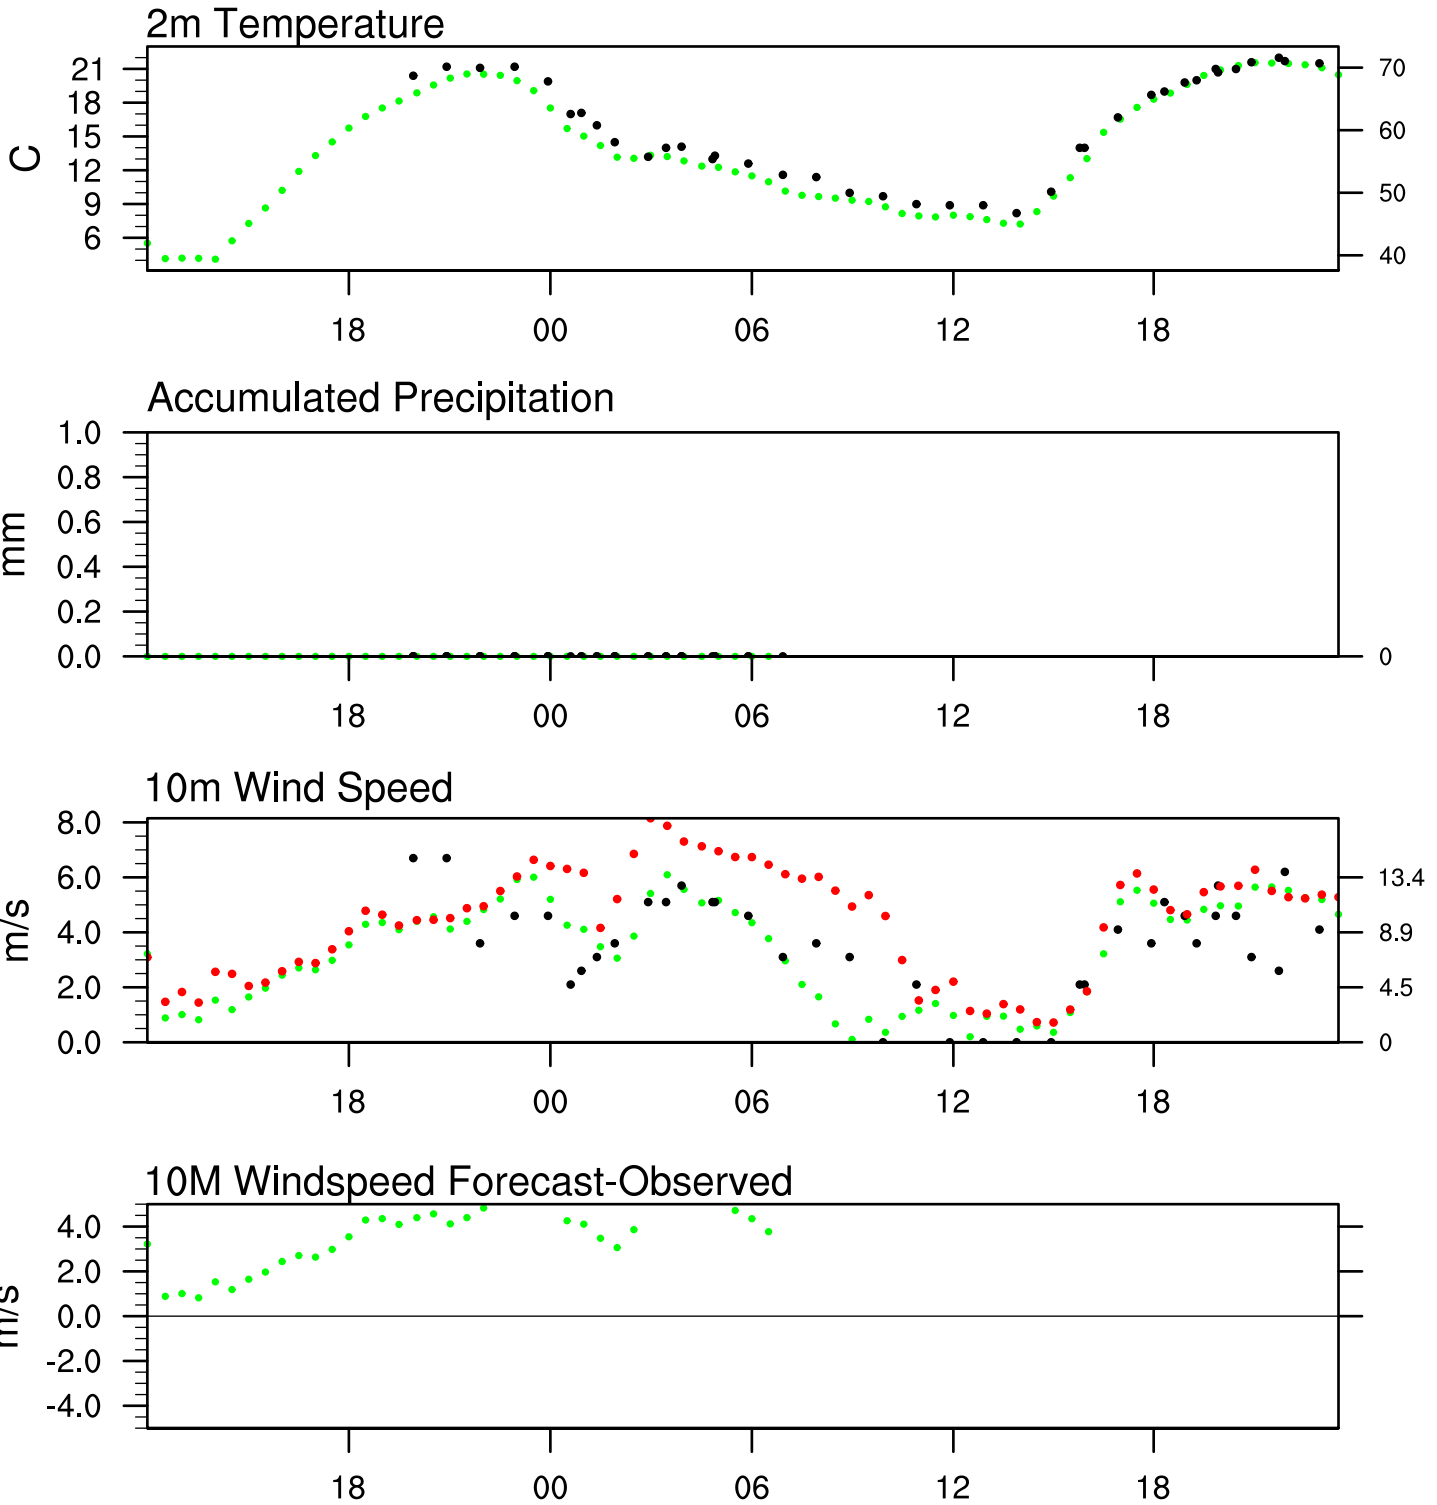 2m Temperature
21
18
15
12
9
6
C
70
60
50
40
18 00 06 12 18
Accumulated Precipitation
1.0
0.8
0.6
0.4
0.2
0.0
mm
0
18 00 06 12 18
10m Wind Speed
8.0
6.0
4.0
2.0
0.0
m/s
13.4
8.9
4.5
0
18 00 06 12 18
10M Windspeed Forecast-Observed
4.0
2.0
0.0
-2.0
-4.0
m/s
18 00 06 12 18